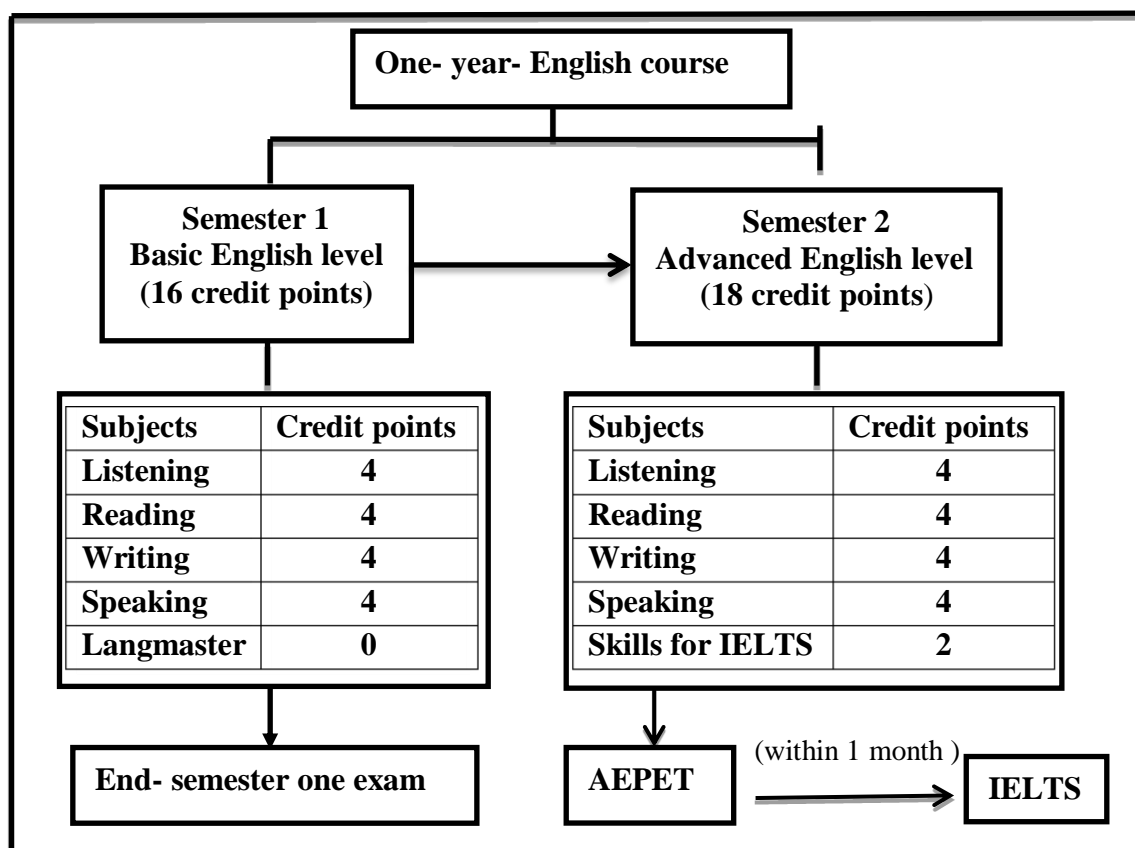 One- year- English course
Semester 1
Basic English level
(16 credit points)
Semester 2
Advanced English level
(18 credit points)
Subjects Credit points
Listening 4
Reading 4
Writing 4
Speaking 4
Langmaster 0
Subjects Credit points
Listening 4
Reading 4
Writing 4
Speaking 4
Skills for IELTS 2
End- semester one exam
AEPET
(within 1 month )
IELTS